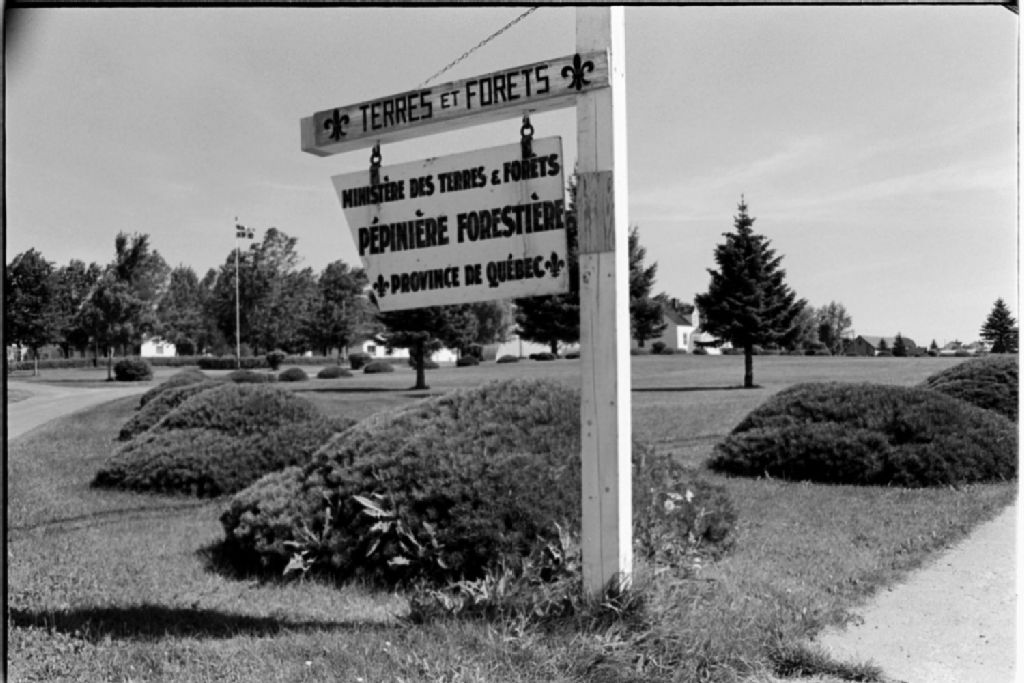 TERRES ET FORETS
MINISTÈRE DES TERRES & FORÊTS
PÉPINIÈRE FORESTIÈRE
PROVINCE DE QUÉBEC